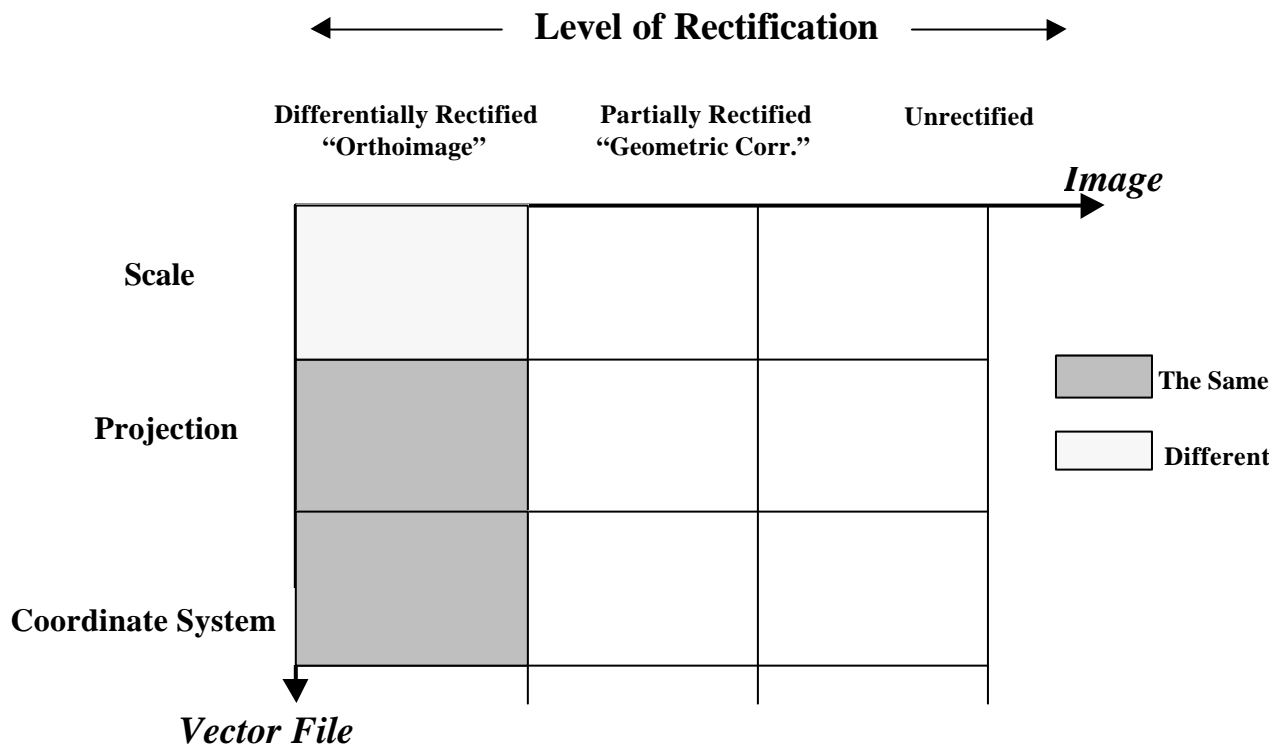 Level of Rectification
Differentially Rectified
“Orthoimage”
Partially Rectified
“Geometric Corr.”
Unrectified
Image
Scale
Projection
Coordinate System
Vector File
The Same
Different